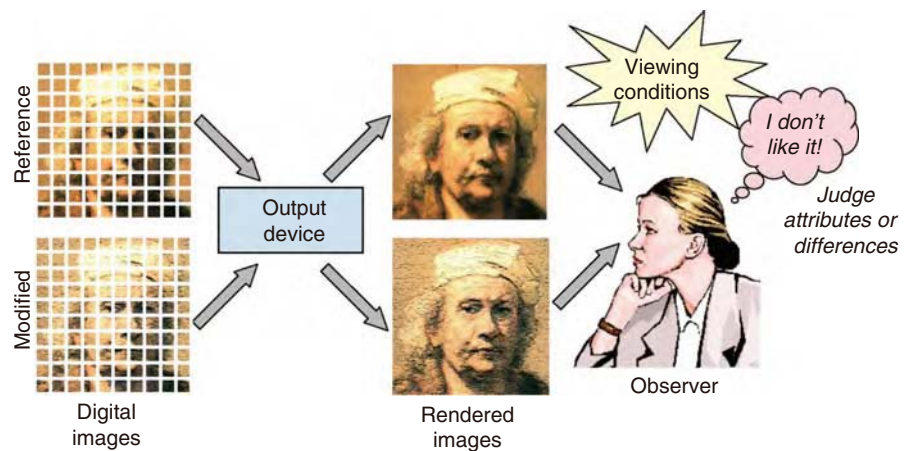 Reference
Modified
Digital
images
Output
device
Rendered
images
Viewing
conditions
I don't
like it!
Judge
attributes or
differences
Observer